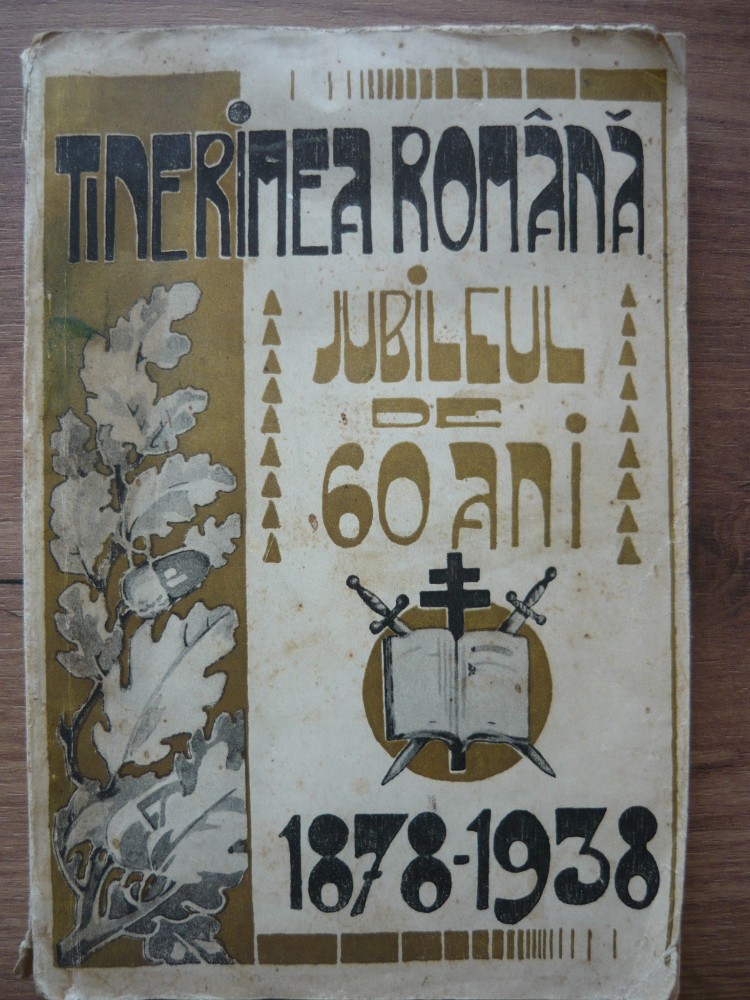 TINERIMEA ROMÂNĂ
JUBILEUL
DE
60 ANI
1878-1938